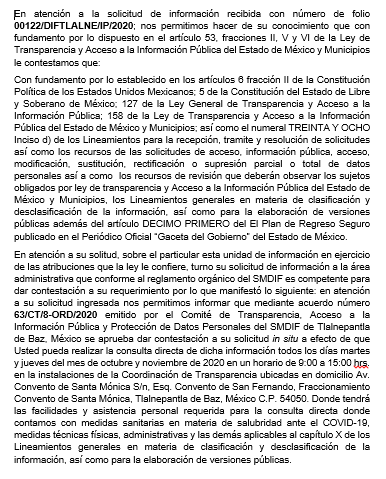 En atención a la solicitud de información recibida con número de folio
00122/DIFTLALNE/IP/2020; nos permitimos hacer de su conocimiento que con
fundamento por lo dispuesto en el artículo 53, fracciones II, V y VI de la Ley de
Transparencia y Acceso a la Información Pública del Estado de México y Municipios
le contestamos que:
Con fundamento por lo establecido en los artículos 6 fracción II de la Constitución
Política de los Estados Unidos Mexicanos; 5 de la Constitución del Estado de Libre
y Soberano de México; 127 de la Ley General de Transparencia y Acceso a la
Información Pública; 158 de la Ley de Transparencia y Acceso a la Información
Pública del Estado de México y Municipios; así como el numeral TREINTA Y OCHO
Inciso d) de los Lineamientos para la recepción, tramite y resolución de solicitudes
así como los recursos de las solicitudes de acceso, información pública, acceso,
modificación, sustitución, rectificación o supresión parcial o total de datos
personales así a como los recursos de revisión que deberán observar los sujetos
obligados por ley de transparencia y Acceso a la Información Pública del Estado de
México y Municipios, los Lineamientos generales en materia de clasificación y
desclasificación de la información, así como para la elaboración de versiones
públicas además del artículo DECIMO PRIMERO del El Plan de Regreso Seguro
publicado en el Periódico Oficial "Gaceta del Gobierno" del Estado de México.
En atención a su solitud, sobre el particular esta unidad de información en ejercicio
de las atribuciones que la ley le confiere, turno su solicitud de información a la área
administrativa que conforme al reglamento orgánico del SMDIF es competente para
dar contestación a su requerimiento por lo que manifestó lo siguiente: en atención
a su solicitud ingresada nos permitimos informar que mediante acuerdo número
63/CT/8-ORD/2020 emitido por el Comité de Transparencia, Acceso a la
Información Pública y Protección de Datos Personales del SMDIF de Tlalnepantla
de Baz, México se aprueba dar contestación a su solicitud in situ a efecto de que
Usted pueda realizar la consulta directa de dicha información todos los días martes
y jueves del mes de octubre y noviembre de 2020 en un horario de 9:00 a 15:00 hrs.
en la instalaciones de la Coordinación de Transparencia ubicadas en domicilio Av.
Convento de Santa Mónica S/n, Esq. Convento de San Fernando, Fraccionamiento
Convento de Santa Mónica, Tlalnepantla de Baz, México C.P. 54050. Donde tendrá
las facilidades y asistencia personal requerida para la consulta directa donde
contamos con medidas sanitarias en materia de salubridad ante el COVID-19,
medidas técnicas físicas, administrativas y las demás aplicables al capítulo X de los
Lineamientos generales en materia de clasificación y desclasificación de la
información, así como para la elaboración de versiones públicas.